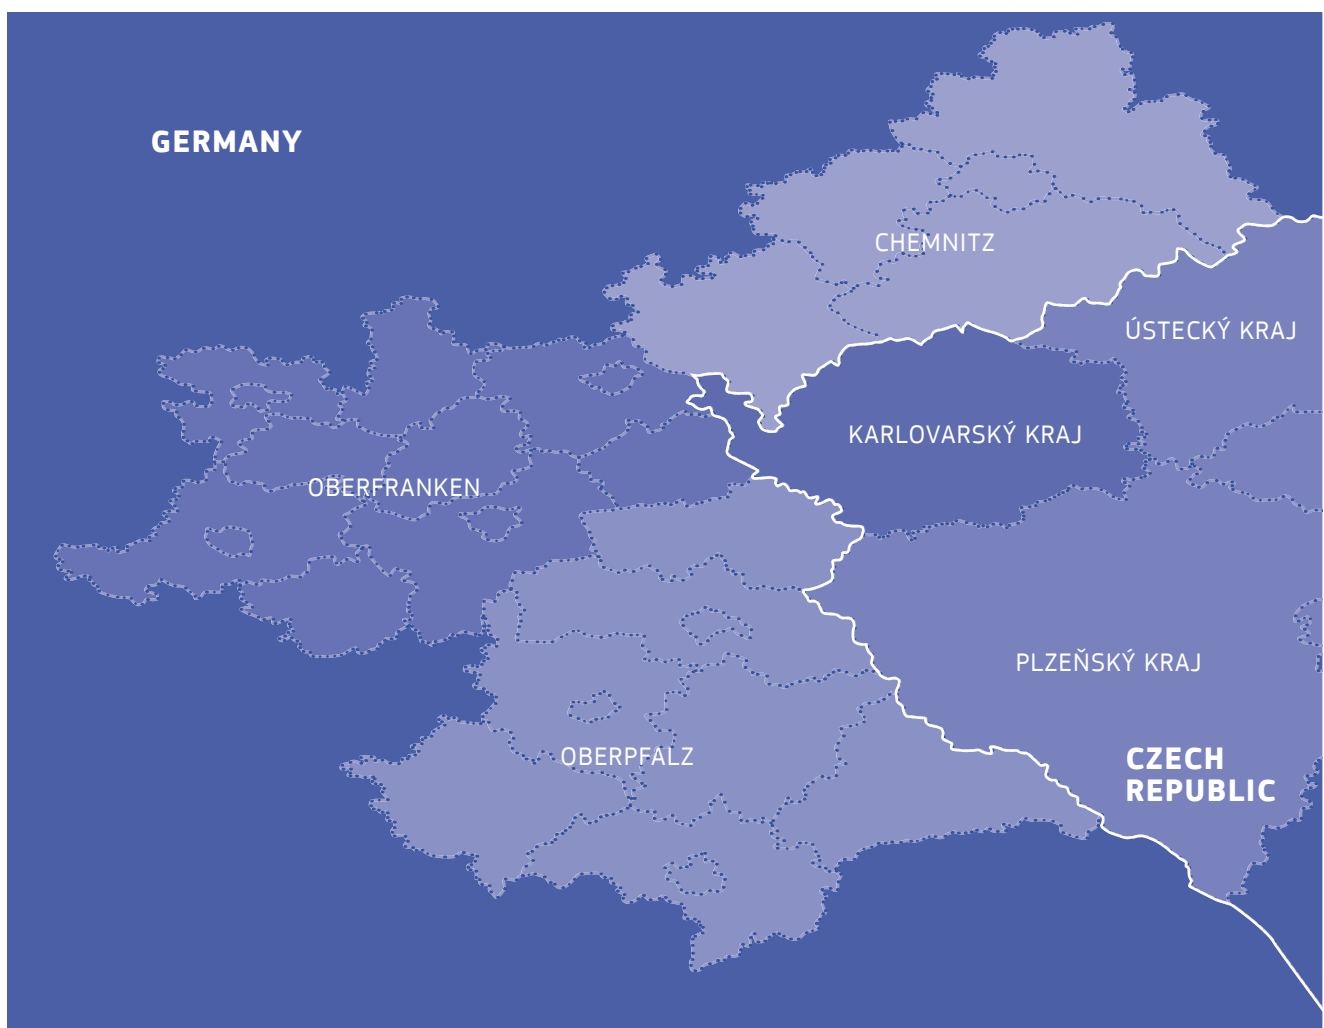 GERMANY
CHEMNITZ
ÚSTECKÝ KRAJ
KARLOVARSKÝ KRAJ
OBERFRANKEN
PLZEŇSKÝ KRAJ
OBERPFALZ
CZECH
REPUBLIC